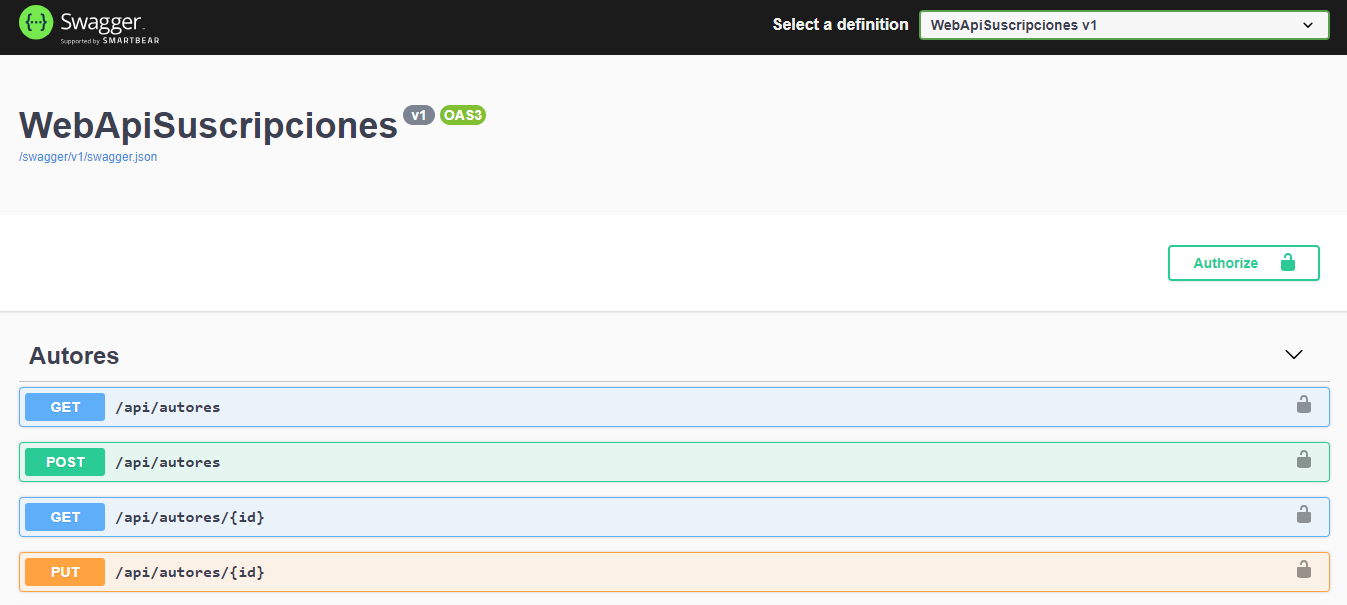 Swagger.
Supported by SMARTBEAR
Select a definition
WebApiSuscripciones v1
WebApiSuscripciones v1 OAS3
/swagger/v1/swagger.json
Authorize
Autores
GET /api/autores
POST /api/autores
GET /api/autores/{id}
PUT /api/autores/{id}